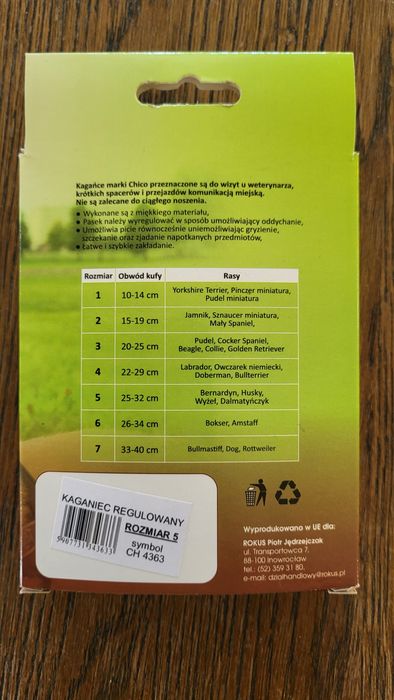 Kagańce marki Chico przeznaczone są do wizyt u weterynarza,
krótkich spacerów i przejazdów komunikacją miejską.
Nie są zalecane do ciągłego noszenia.
• Wykonane są z miękkiego materiału,
• Pasek należy wyregulować w sposób umożliwiający oddychanie,
• Umożliwia picie równocześnie uniemożliwiając gryzienie,
szczekanie oraz zjadanie napotkanych przedmiotów,
• Łatwe i szybkie zakładanie.
Rozmiar Obwód kufy Rasy
1 10-14 cm Yorkshire Terrier, Pinczer miniatura,
Pudel miniatura
2 15-19 cm Jamnik, Sznaucer miniatura,
Mały Spaniel,
3 20-25 cm Pudel, Cocker Spaniel,
Beagle, Collie, Golden Retriever
4 22-29 cm Labrador, Owczarek niemiecki,
Doberman, Bullterrier
5 25-32 cm Bernardyn, Husky,
Wyżeł, Dalmatyńczyk
6 26-34 cm Bokser, Amstaff
7 33-40 cm Bullmastiff, Dog, Rottweiler
KAGANIEC REGULOWANY
ROZMIAR 5
symbol
CH 4363
5907731343633
Wyprodukowano w UE dla:
ROKUS Piotr Jędrzejczak
ul. Transportowca 7,
88-100 Inowrocław
tel.: (52) 359 31 80,
e-mail: dzialhandlowy@rokus.pl